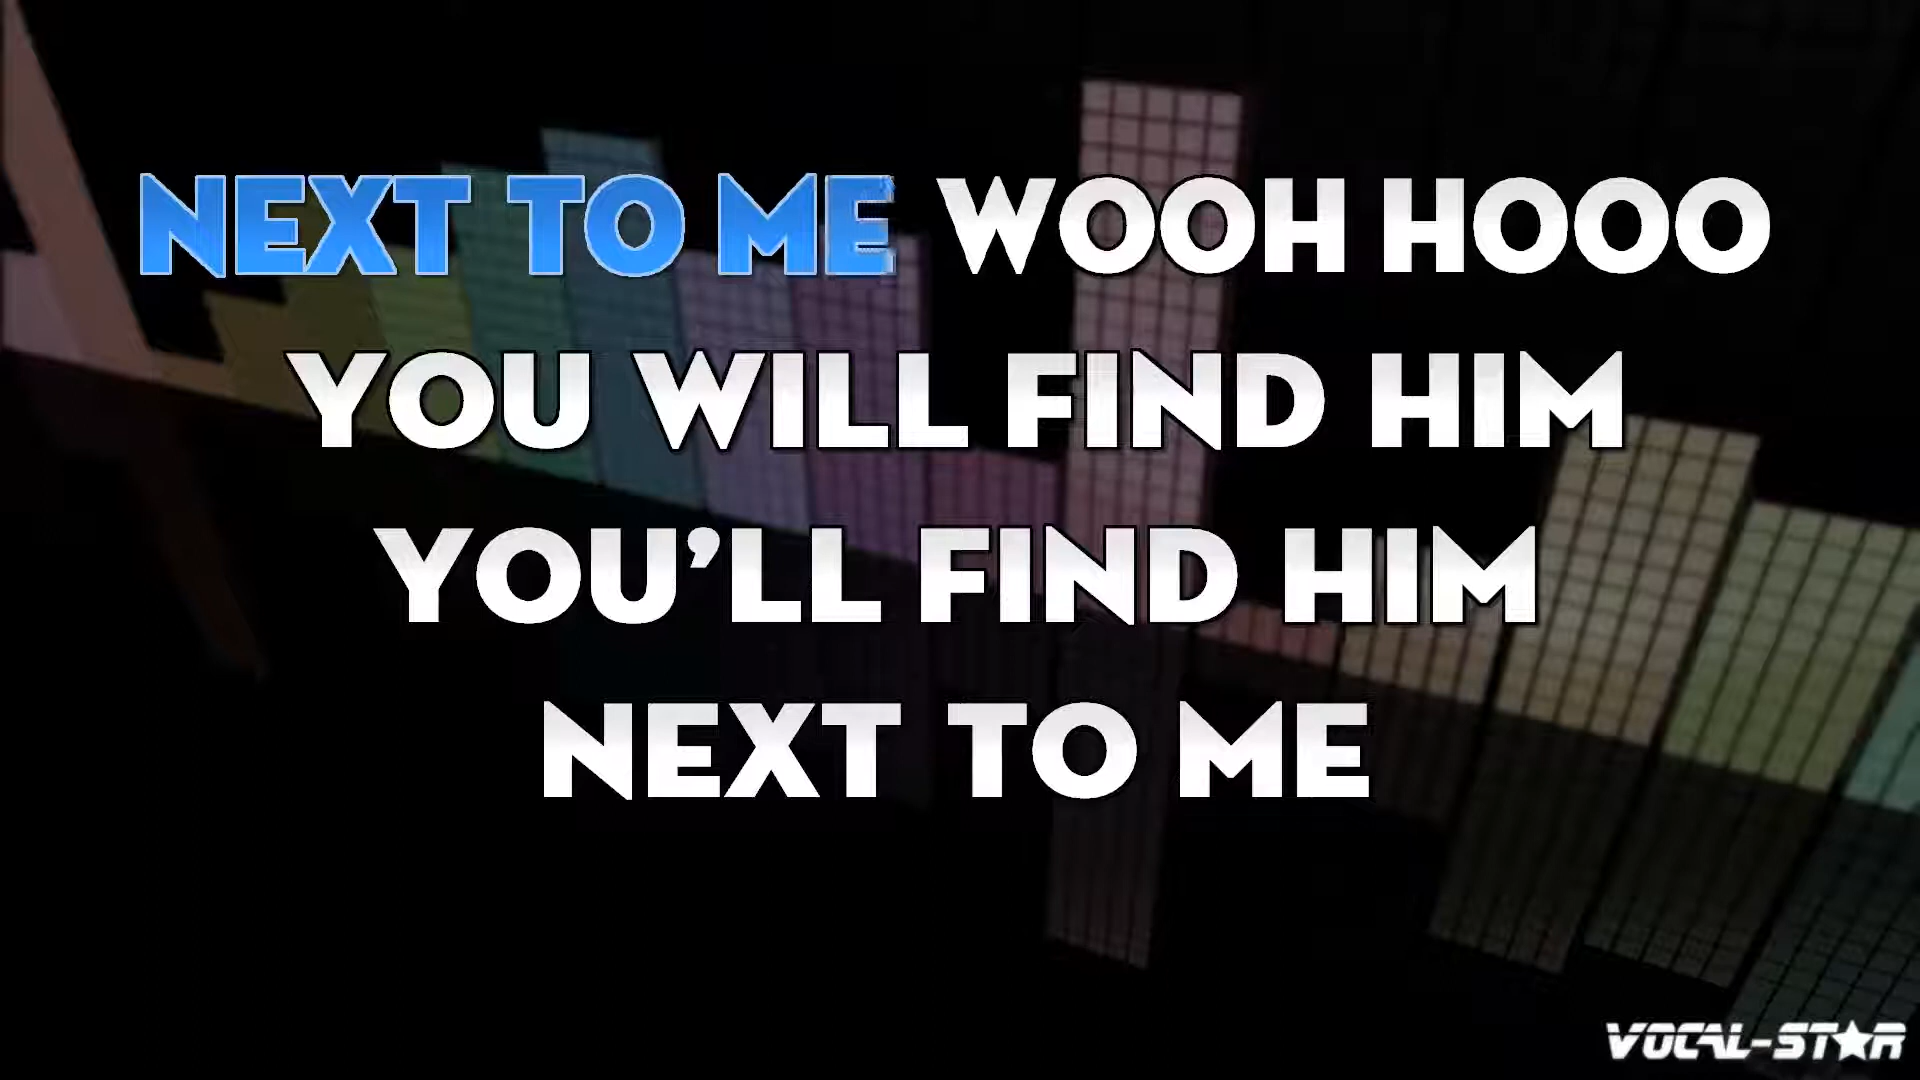 NEXT TO ME WOOH HOOO
YOU WILL FIND HIM
YOU’LL FIND HIM
NEXT TO ME
VOCAL-STAR